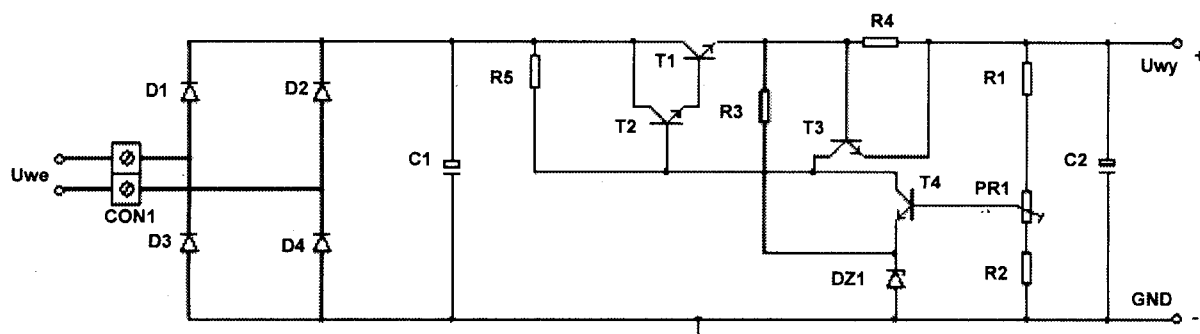 R4
T1
Uwy
+
D1
D2
R5
R1
T2
R3
T3
C1
C2
Uwe
T4
PR1
CON1
D3
D4
DZ1
R2
GND
-